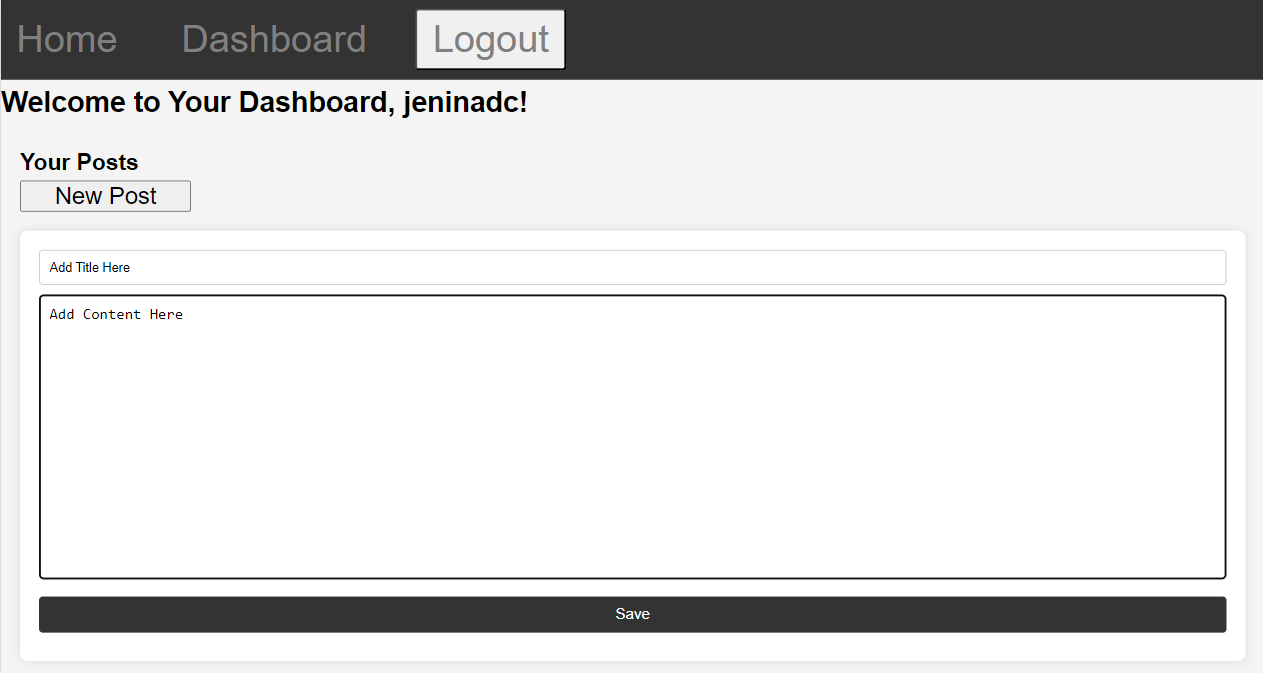 Home Dashboard Logout
Welcome to Your Dashboard, jeninadc!
Your Posts
New Post
Add Title Here
Add Content Here
Save